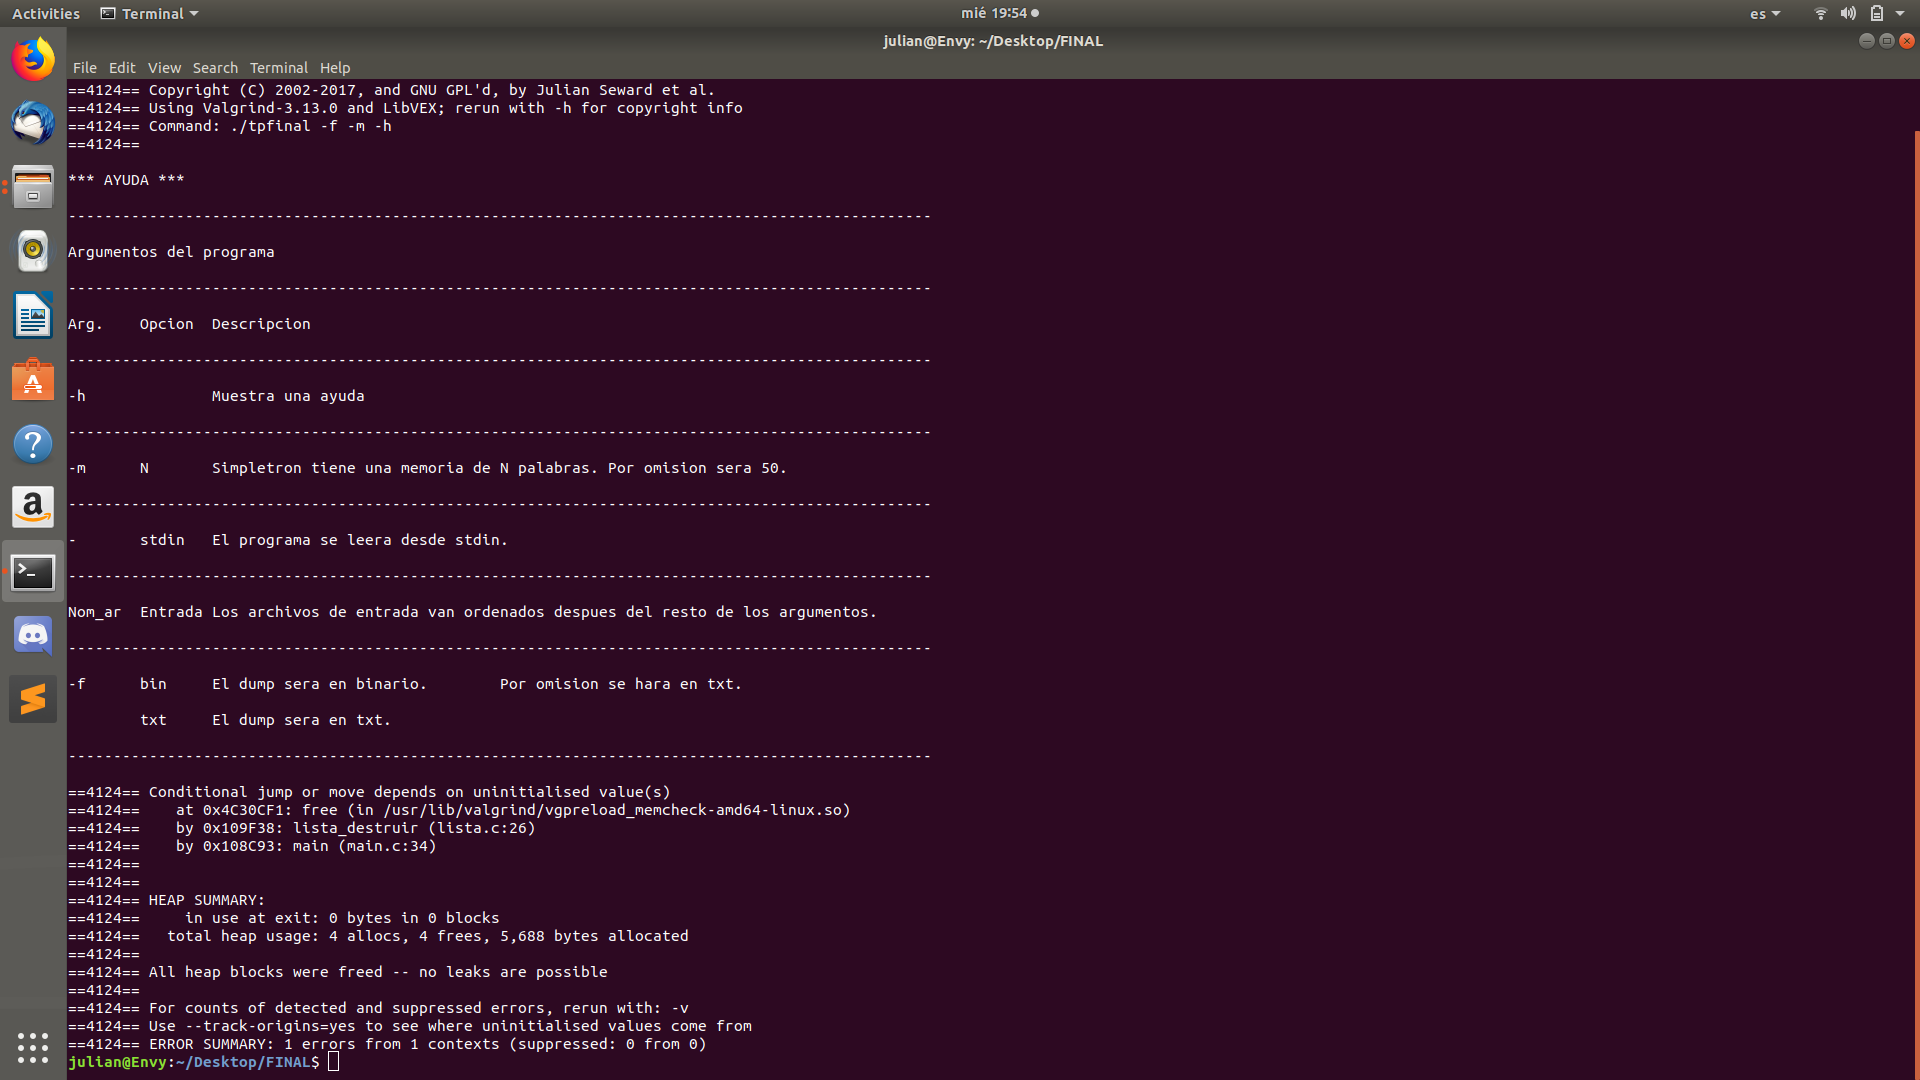 Activities Terminal mié 19:54 es
julian@Envy: ~/Desktop/FINAL
File Edit View Search Terminal Help
==4124== Copyright (C) 2002-2017, and GNU GPL'd, by Julian Seward et al.
==4124== Using Valgrind-3.13.0 and LibVEX; rerun with -h for copyright info
==4124== Command: ./tpfinal -f -m -h
==4124==
*** AYUDA ***
------------------------------------------------------------------------------------------------
Argumentos del programa
------------------------------------------------------------------------------------------------
Arg.    Opcion  Descripcion
------------------------------------------------------------------------------------------------
-h              Muestra una ayuda
------------------------------------------------------------------------------------------------
-m      N       Simpletron tiene una memoria de N palabras. Por omision sera 50.
------------------------------------------------------------------------------------------------
-       stdin   El programa se leera desde stdin.
------------------------------------------------------------------------------------------------
Nom_ar  Entrada Los archivos de entrada van ordenados despues del resto de los argumentos.
------------------------------------------------------------------------------------------------
-f      bin     El dump sera en binario.        Por omision se hara en txt.
        txt     El dump sera en txt.
------------------------------------------------------------------------------------------------
==4124== Conditional jump or move depends on uninitialised value(s)
==4124==    at 0x4C30CF1: free (in /usr/lib/valgrind/vgpreload_memcheck-amd64-linux.so)
==4124==    by 0x109F38: lista_destruir (lista.c:26)
==4124==    by 0x108C93: main (main.c:34)
==4124==
==4124==
==4124== HEAP SUMMARY:
==4124==     in use at exit: 0 bytes in 0 blocks
==4124==   total heap usage: 4 allocs, 4 frees, 5,688 bytes allocated
==4124==
==4124== All heap blocks were freed -- no leaks are possible
==4124==
==4124== For counts of detected and suppressed errors, rerun with: -v
==4124== Use --track-origins=yes to see where uninitialised values come from
==4124== ERROR SUMMARY: 1 errors from 1 contexts (suppressed: 0 from 0)
julian@Envy:~/Desktop/FINAL$